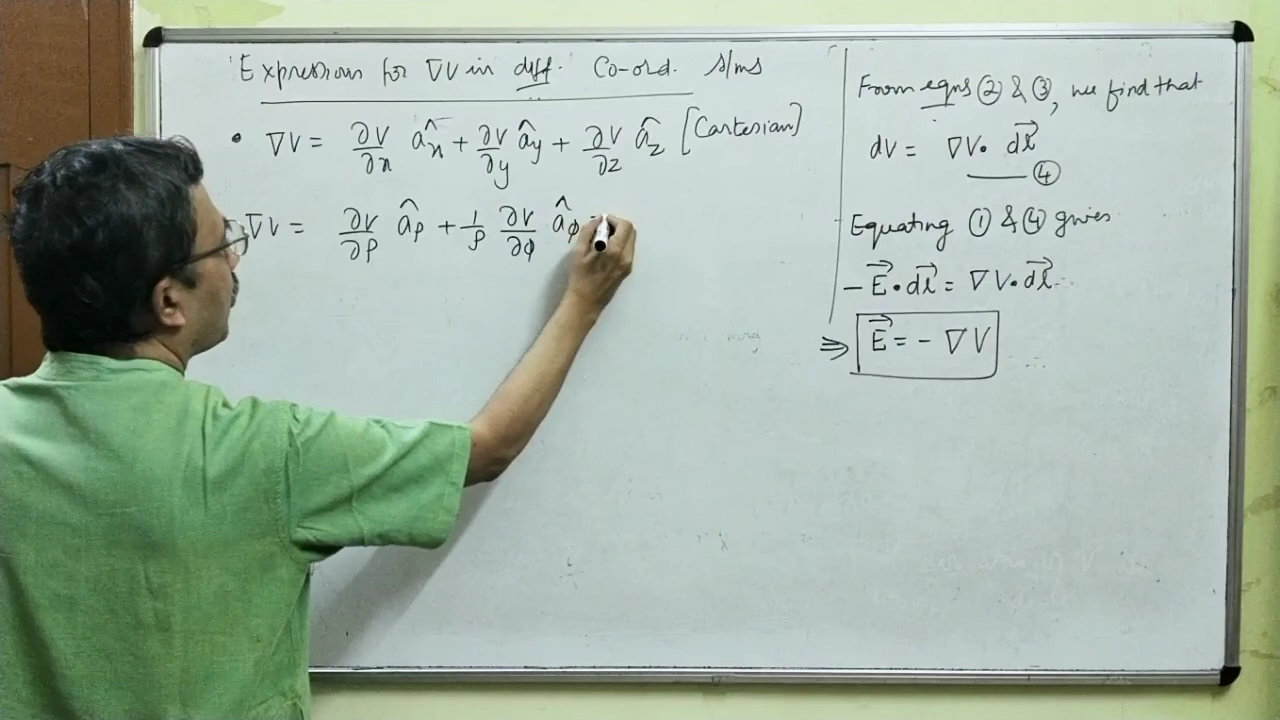 Expressions for ∇V in diff. Co-ord. s/ms
• ∇V = ∂V/∂x âx + ∂V/∂y ây + ∂V/∂z âz [Cartesian]
∇V = ∂V/∂ρ âρ + 1/ρ ∂V/∂ϕ âϕ
From eqns ② & ③, we find that
dV = ∇V • dl⃗
④
Equating ① & ④ gives
− E⃗ • dl⃗ = ∇V • dl⃗
⇒ E⃗ = − ∇V